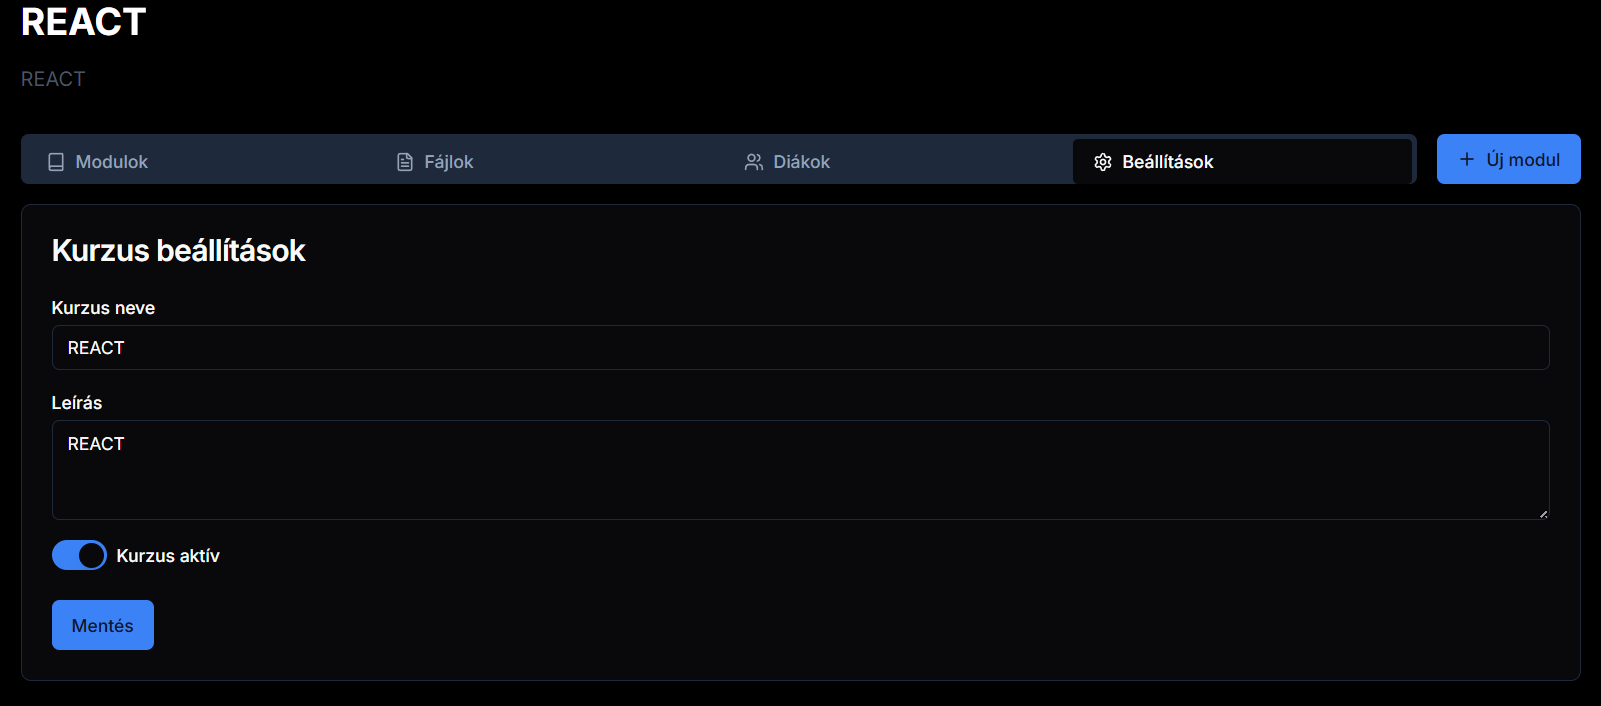 REACT
REACT
Modulok
Fájlok
Diákok
Beállítások
Új modul
Kurzus beállítások
Kurzus neve
REACT
Leírás
REACT
Kurzus aktív
Mentés